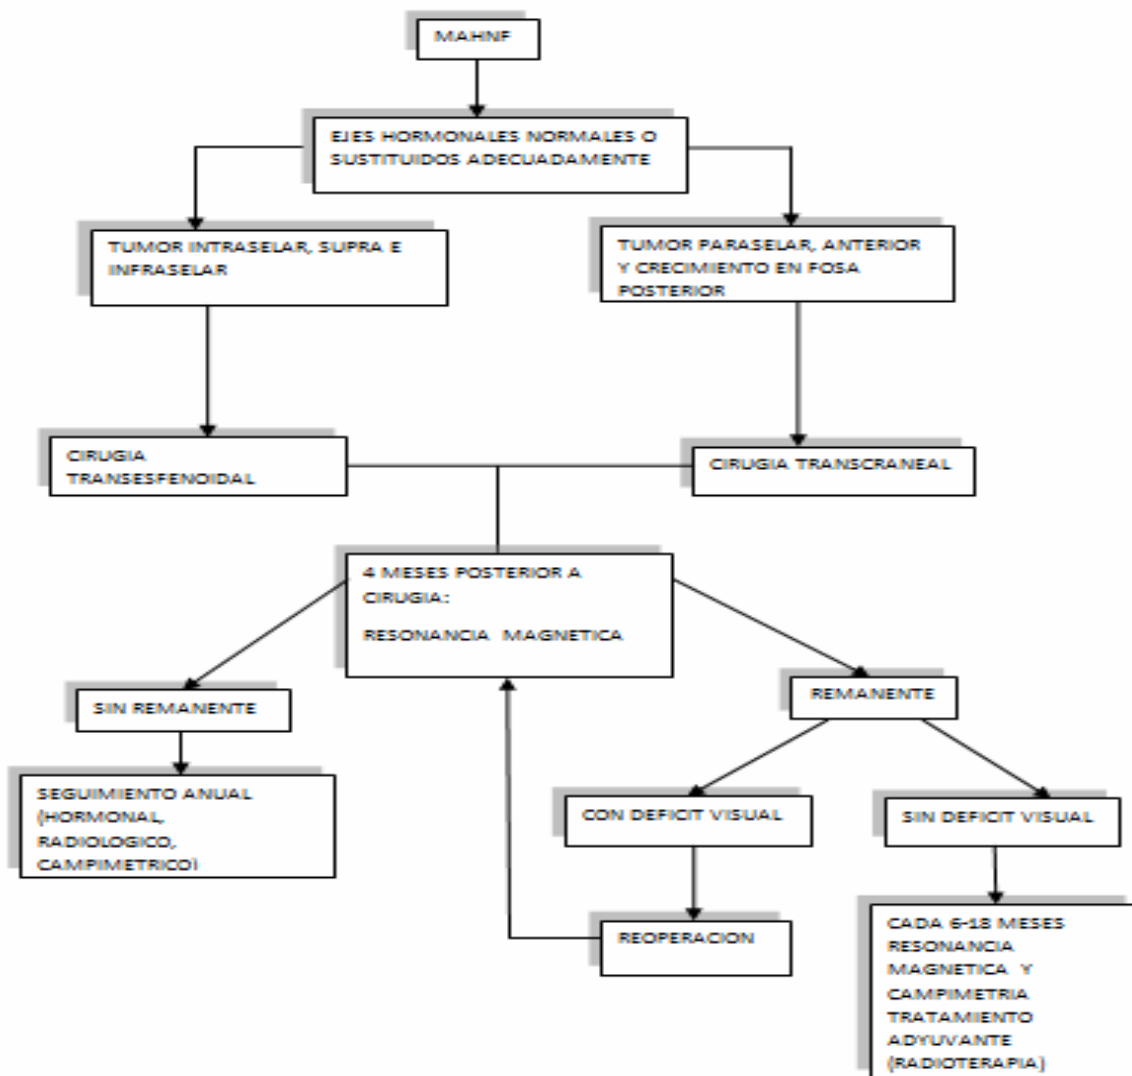 MAHNF
EJES HORMONALES NORMALES O
SUSTITUIDOS ADECUADAMENTE
TUMOR INTRASELAR, SUPRA E
INFRASELAR
TUMOR PARASELAR, ANTERIOR
Y CRECIMIENTO EN FOSA
POSTERIOR
CIRUGIA
TRANSESFENOIDAL
CIRUGIA TRANSCRANEAL
4 MESES POSTERIOR A
CIRUGIA:
RESONANCIA MAGNETICA
SIN REMANENTE
REMANENTE
SEGUIMIENTO ANUAL
(HORMONAL,
RADIOLOGICO,
CAMPIMETRICO)
CON DEFICIT VISUAL
SIN DEFICIT VISUAL
REOPERACION
CADA 6-18 MESES
RESONANCIA
MAGNETICA Y
CAMPIMETRIA
TRATAMIENTO
ADYUVANTE
(RADIOTERAPIA)